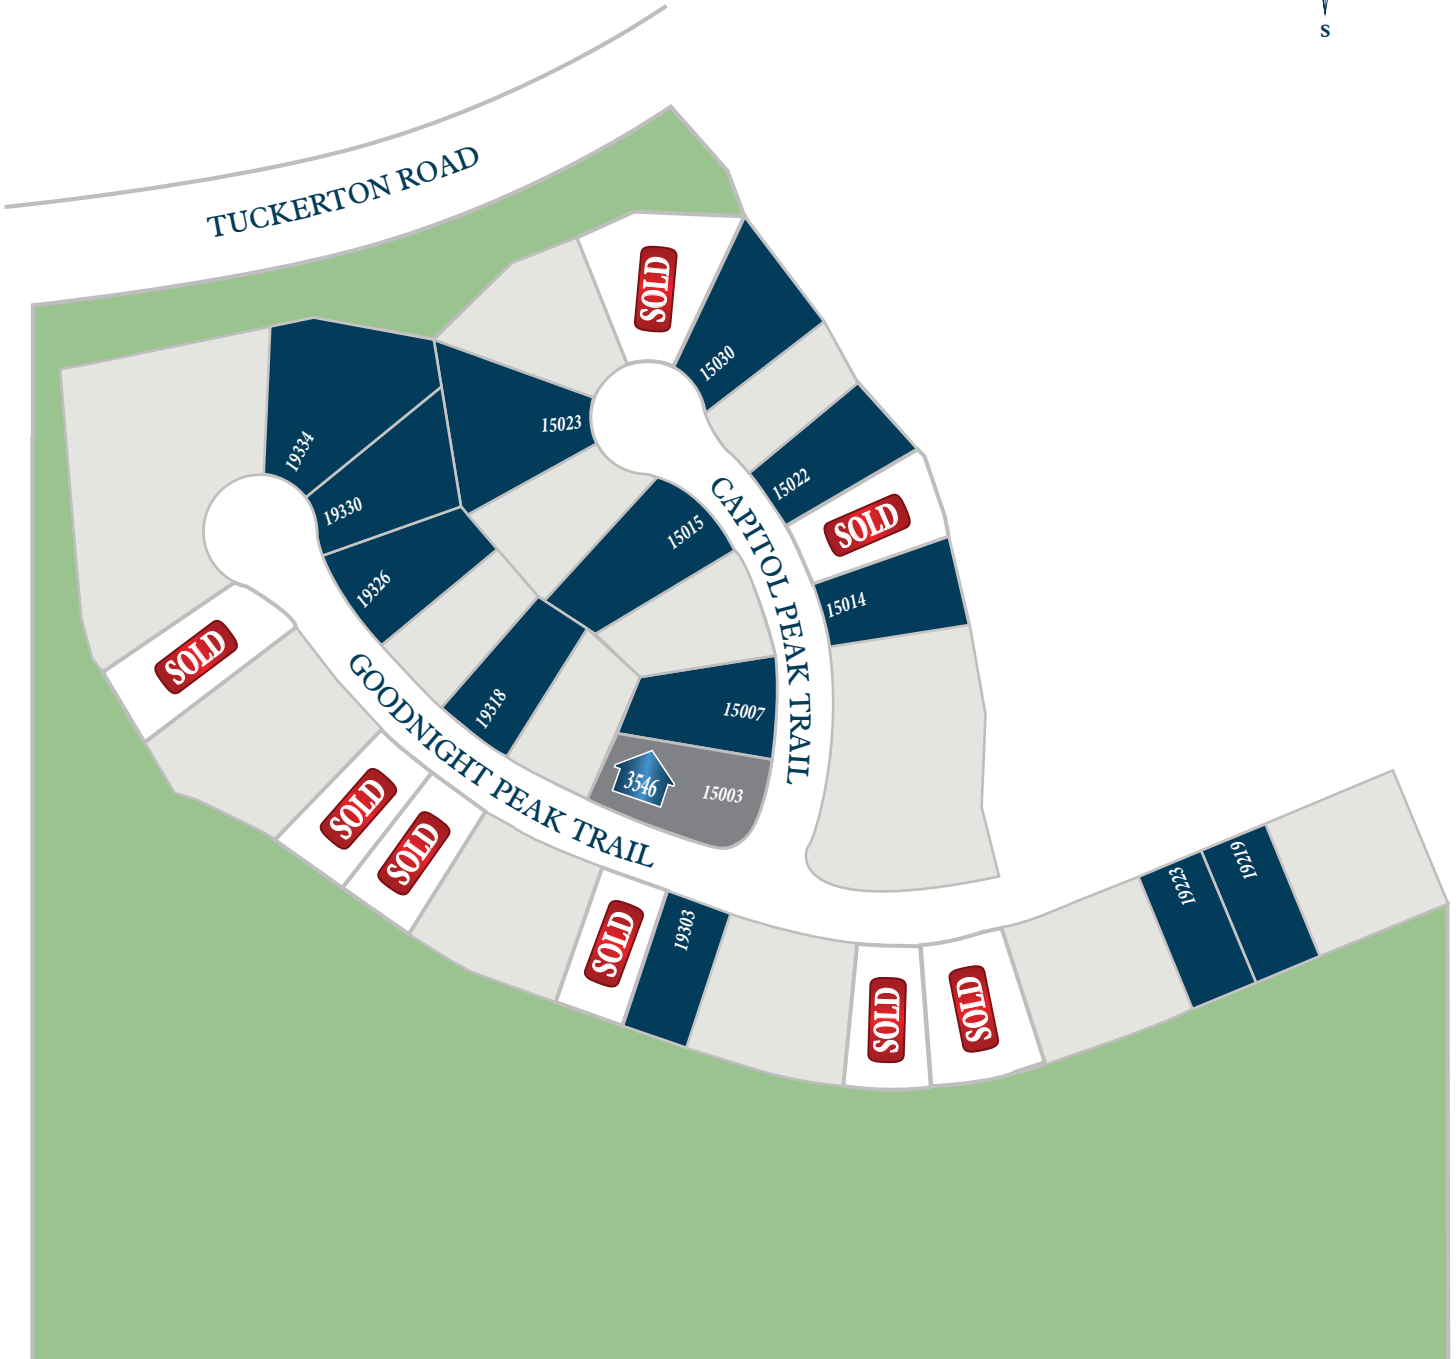 S
TUCKERTON ROAD
SOLD
15030
15023
19334
15022
19330
SOLD
15015
CAPITOL PEAK TRAIL
19326
15014
SOLD
19318
15007
GOODNIGHT PEAK TRAIL
3546
15003
SOLD
SOLD
19219
19223
SOLD
19303
SOLD
SOLD